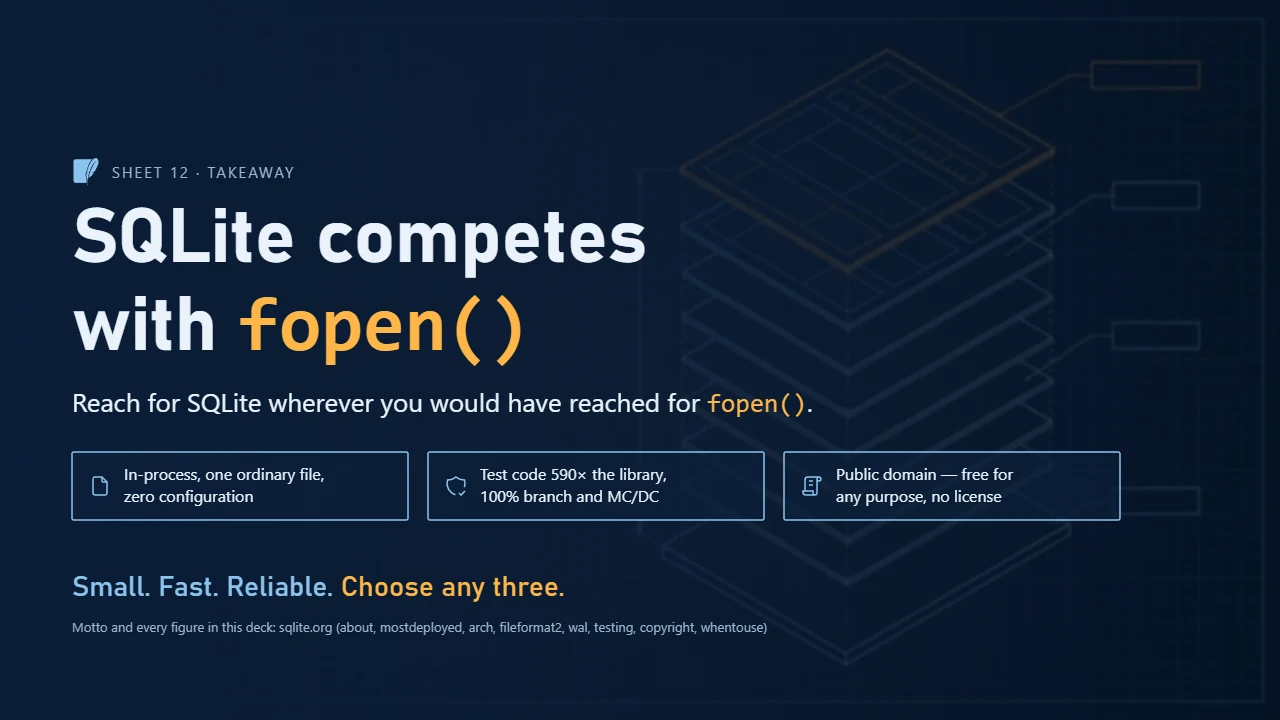 SHEET 12 · TAKEAWAY
SQLite competes
with fopen()
Reach for SQLite wherever you would have reached for fopen().
In-process, one ordinary file,
zero configuration
Test code 590× the library,
100% branch and MC/DC
Public domain — free for
any purpose, no license
Small. Fast. Reliable. Choose any three.
Motto and every figure in this deck: sqlite.org (about, mostdeployed, arch, fileformat2, wal, testing, copyright, whentouse)